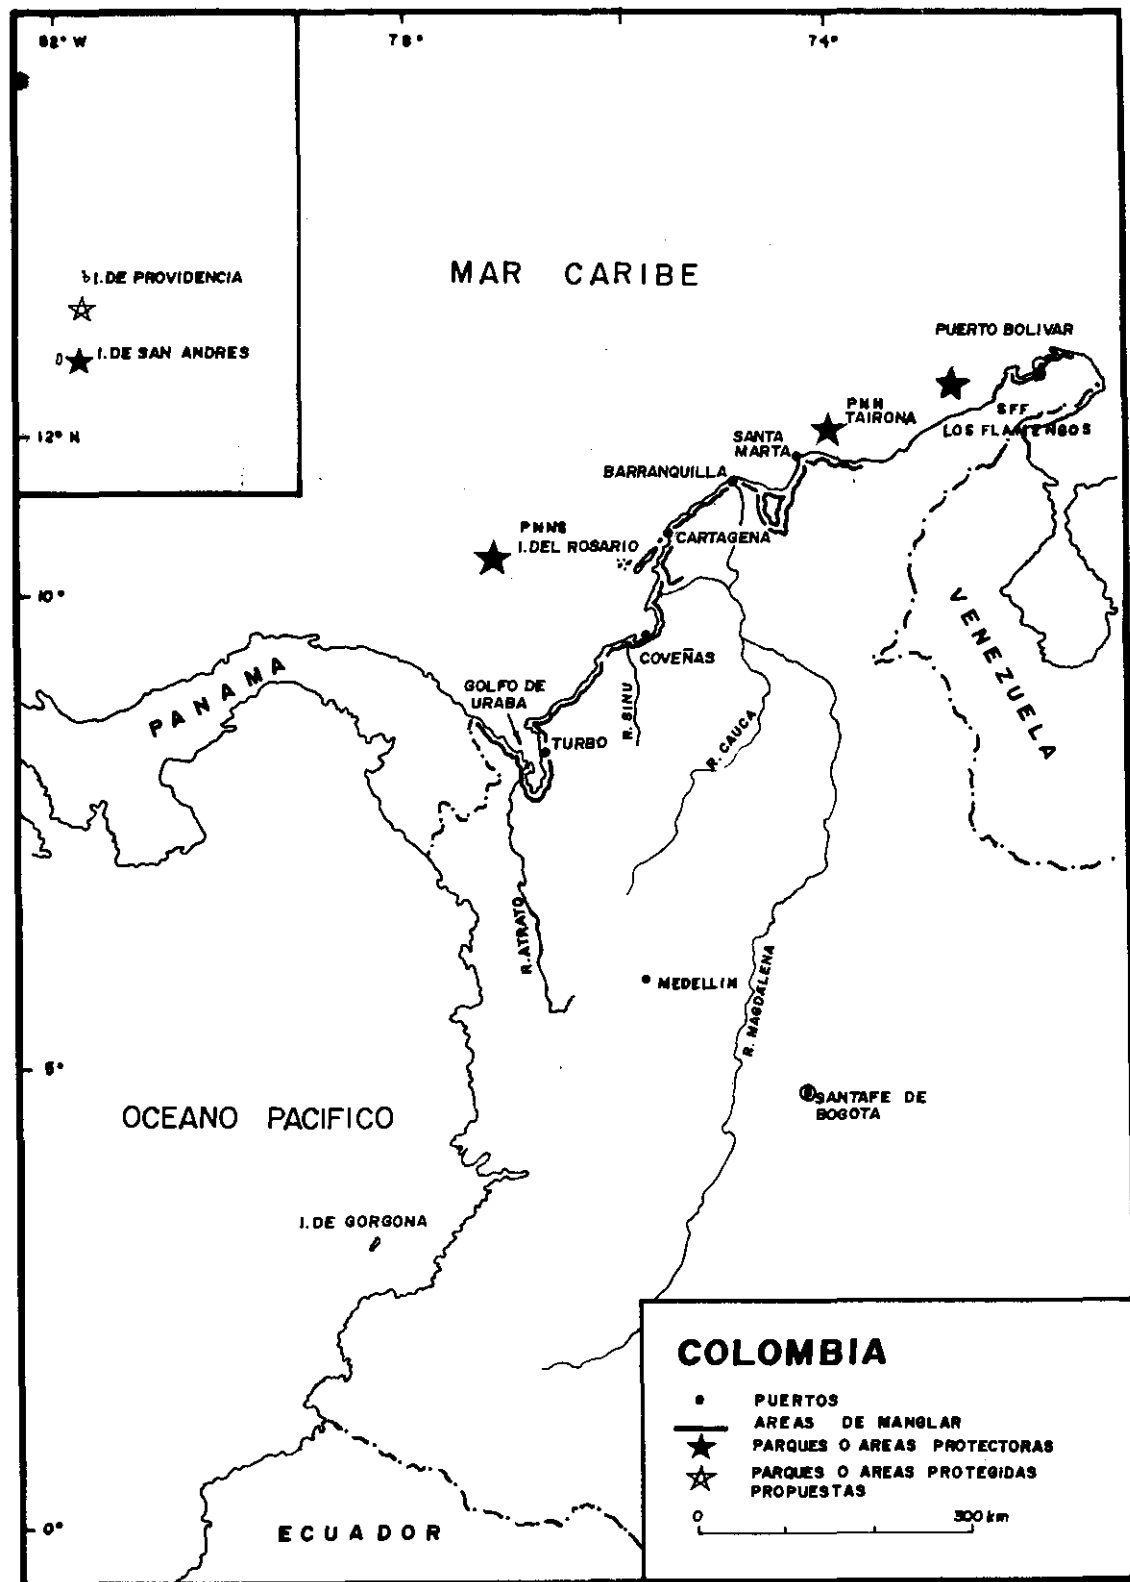 82° W
78°
74°
I. DE PROVIDENCIA
I. DE SAN ANDRES
MAR CARIBE
PUERTO BOLIVAR
12° N
PNN
TAIRONA
SFF
LOS FLAMENGOS
SANTA
MARTA
BARRANQUILLA
PNNS
I. DEL ROSARIO
CARTAGENA
10°
VENEZUELA
COVEÑAS
PANAMA
GOLFO DE
URABA
R. SINU
R. CAUCA
TURBO
R. ATRATO
MEDELLIN
R. MAGDALENA
5°
OCEANO PACIFICO
SANTAFE DE
BOGOTA
I. DE GORGONA
COLOMBIA
PUERTOS
AREAS DE MANGLAR
PARQUES O AREAS PROTECTORAS
PARQUES O AREAS PROTEGIDAS
PROPUESTAS
0 300 km
0°
ECUADOR